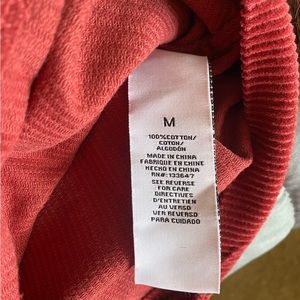 M
100%COTTON/
COTON/
ALGODÓN
MADE IN CHINA
FABRIQUE EN CHINE
HECHO EN CHINA
RN#:133647
SEE REVERSE
FOR CARE
DIRECTIVES
D'ENTRETIEN
AU VERSO
VER REVERSO
PARA CUIDADO